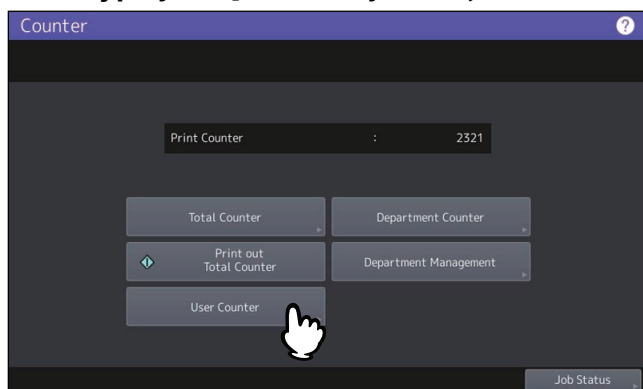 Counter
?
Print Counter : 2321
Total Counter
Department Counter
Print out
Total Counter
Department Management
User Counter
Job Status